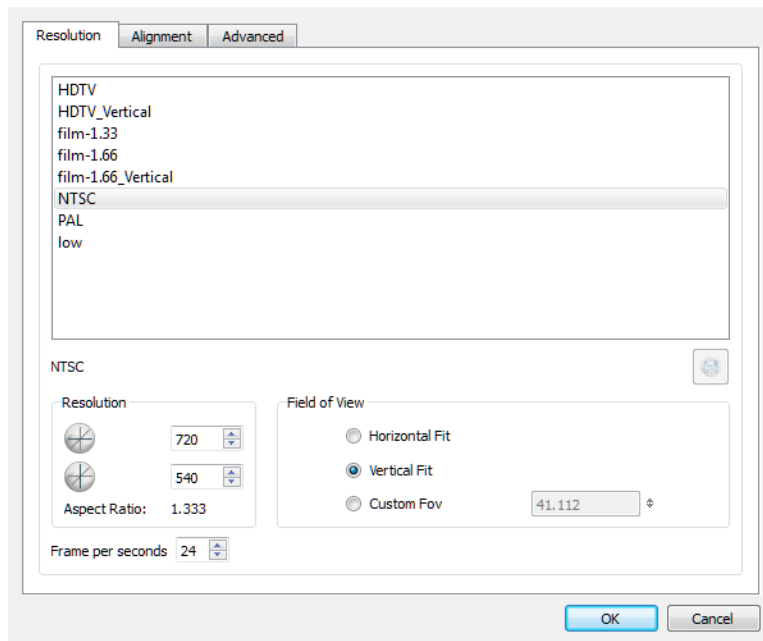 Resolution Alignment Advanced
HDTV
HDTV_Vertical
film-1.33
film-1.66
film-1.66_Vertical
NTSC
PAL
low
NTSC
Resolution
720
540
Aspect Ratio: 1.333
Field of View
Horizontal Fit
Vertical Fit
Custom Fov 41.112
Frame per seconds 24
OK Cancel